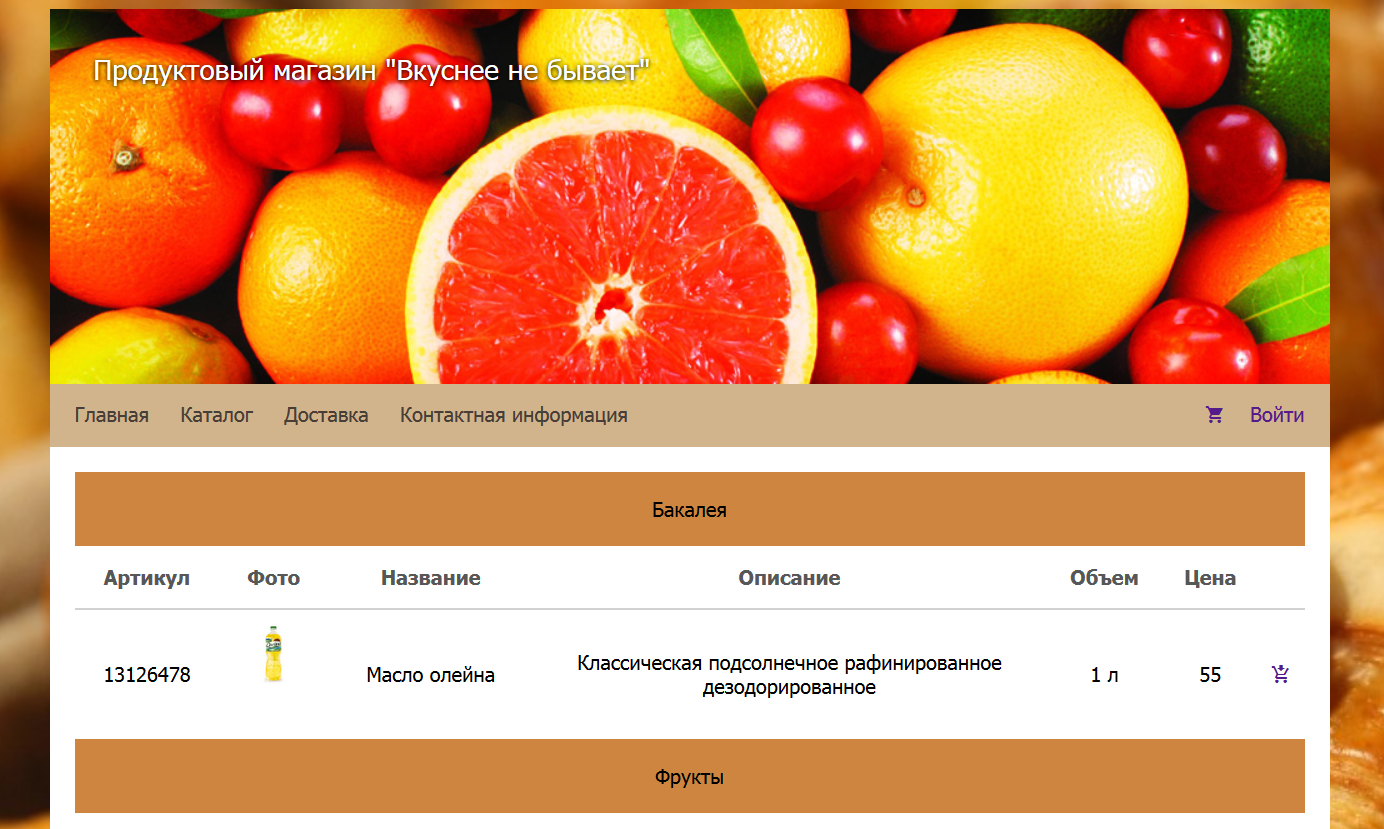 Продуктовый магазин "Вкуснее не бывает"
Главная Каталог Доставка Контактная информация Войти
Бакалея
Артикул Фото Название Описание Объем Цена
13126478 Масло олейна Классическая подсолнечное рафинированное
дезодорированное 1 л 55
Фрукты